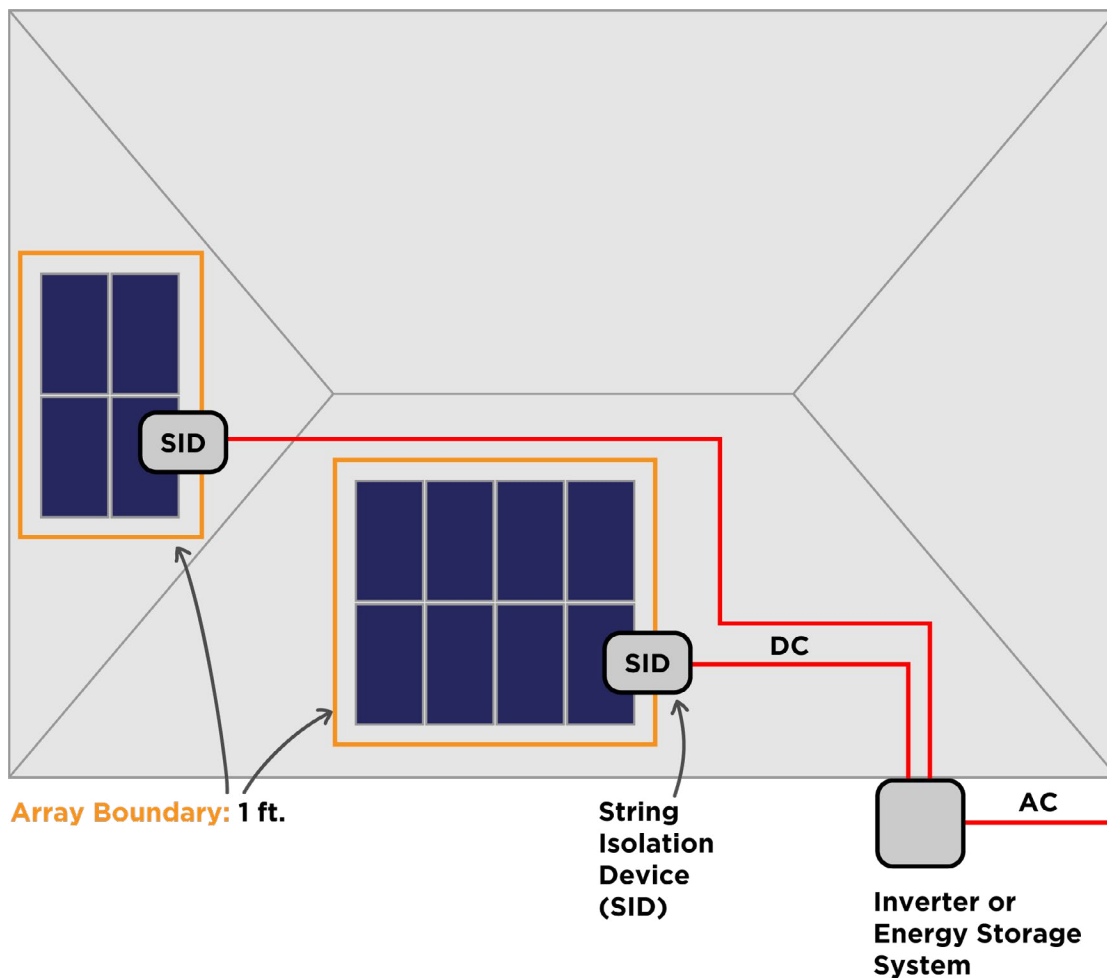 SID
SID
DC
Array Boundary: 1 ft.
String
Isolation
Device
(SID)
AC
Inverter or
Energy Storage
System